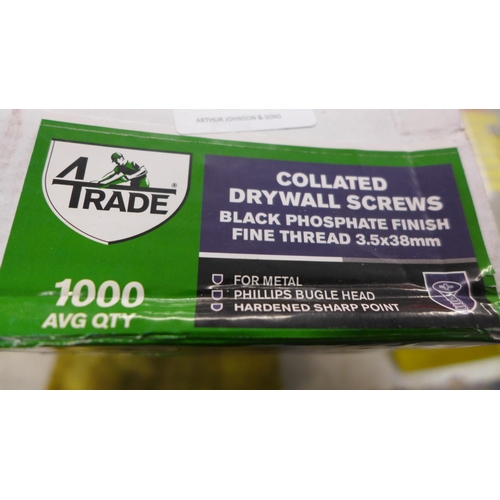 ARTHUR JOHNSON & SONS
4TRADE®
COLLATED
DRYWALL SCREWS
BLACK PHOSPHATE FINISH
FINE THREAD 3.5x38mm
1000
AVG QTY
FOR METAL
PHILLIPS BUGLE HEAD
HARDENED SHARP POINT